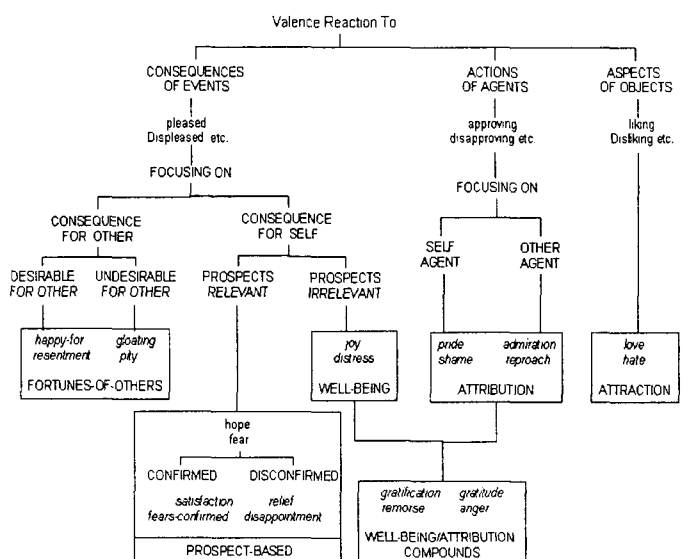 Valence Reaction To
CONSEQUENCES
OF EVENTS
ACTIONS
OF AGENTS
ASPECTS
OF OBJECTS
pleased
Displeased etc.
approving
disapproving etc.
liking
Disliking etc.
FOCUSING ON
FOCUSING ON
CONSEQUENCE
FOR OTHER
CONSEQUENCE
FOR SELF
SELF
AGENT
OTHER
AGENT
DESIRABLE
FOR OTHER
UNDESIRABLE
FOR OTHER
PROSPECTS
RELEVANT
PROSPECTS
IRRELEVANT
happy-for
resentment
gloating
pity
FORTUNES-OF-OTHERS
joy
distress
WELL-BEING
pride
shame
admiration
reproach
ATTRIBUTION
love
hate
ATTRACTION
hope
fear
CONFIRMED
DISCONFIRMED
satisfaction
fears-confirmed
relief
disappointment
PROSPECT-BASED
gratification
remorse
gratitude
anger
WELL-BEING/ATTRIBUTION
COMPOUNDS